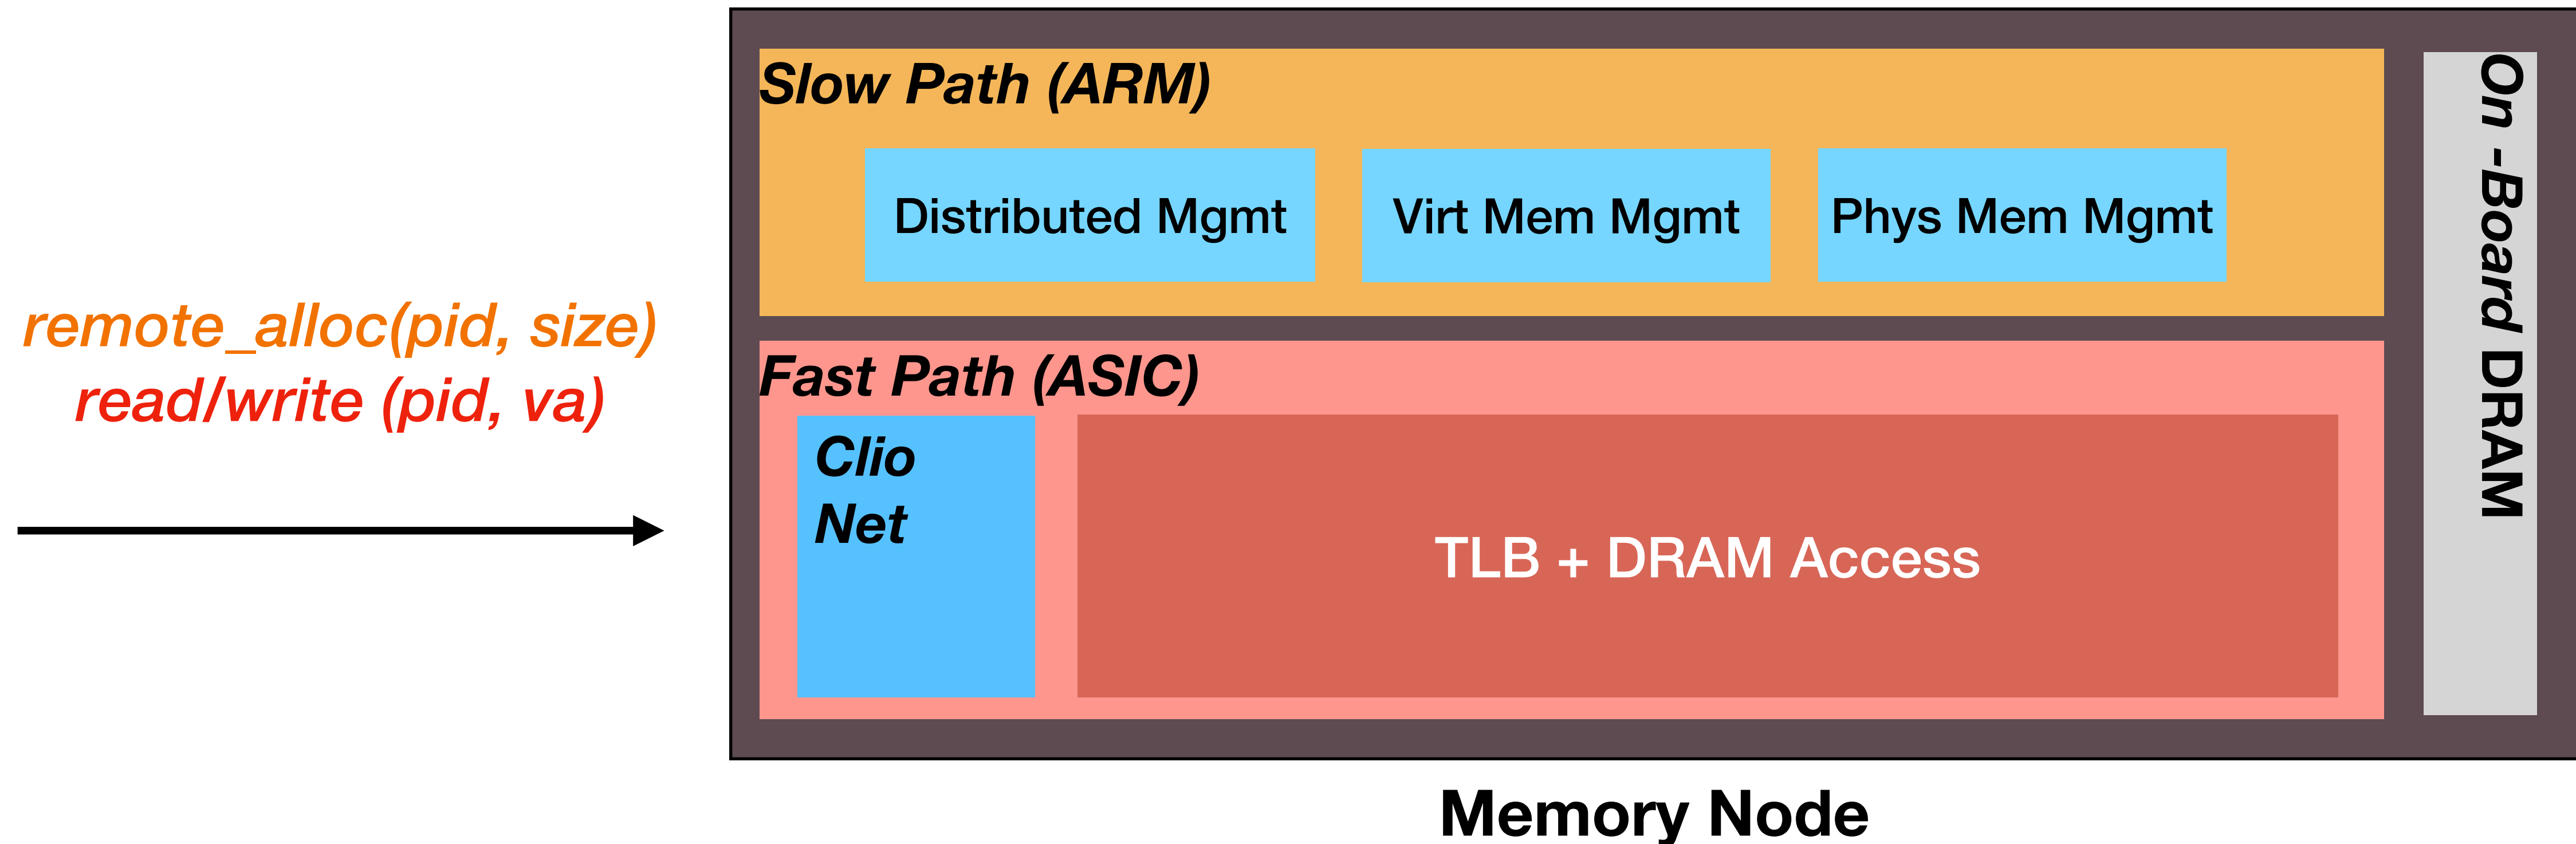 remote_alloc(pid, size)
read/write (pid, va)
Slow Path (ARM)
Distributed Mgmt
Virt Mem Mgmt
Phys Mem Mgmt
Fast Path (ASIC)
Clio
Net
TLB + DRAM Access
On -Board DRAM
Memory Node